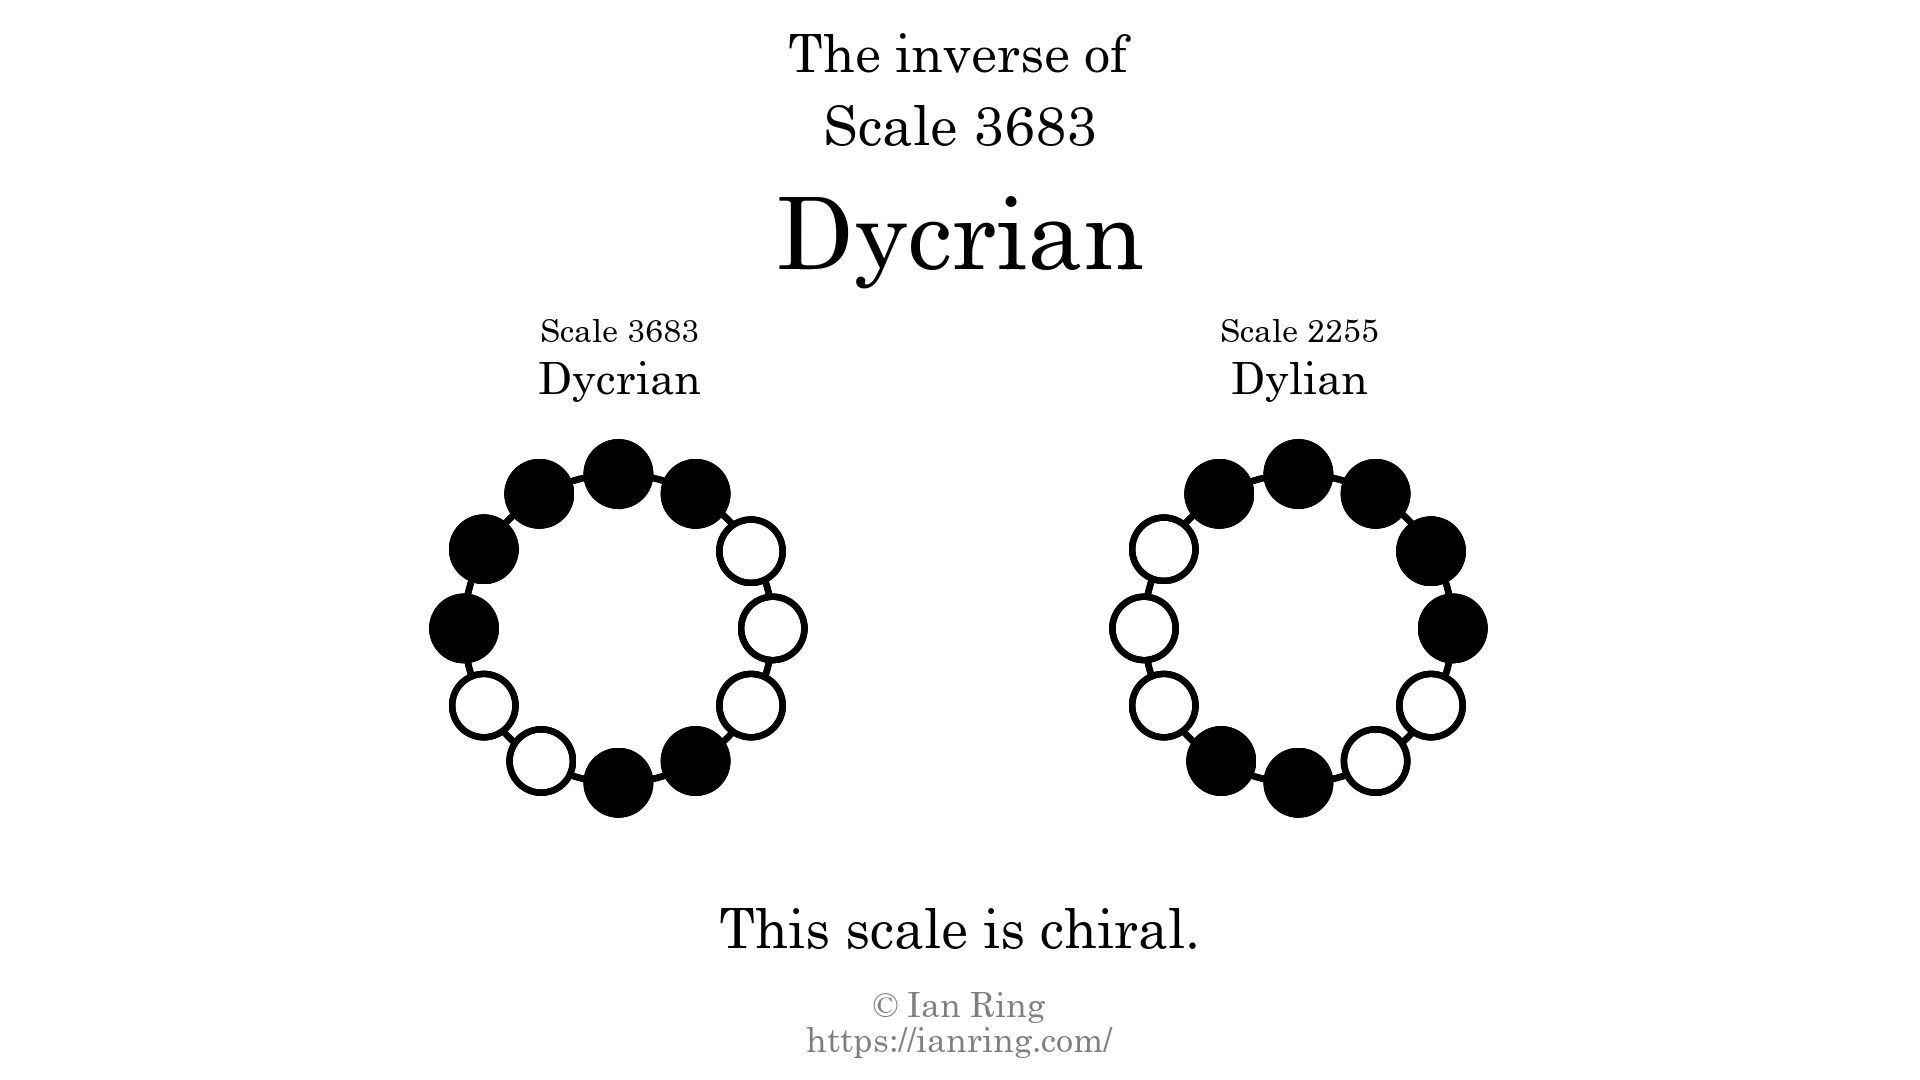 The inverse of
Scale 3683
Dycrian
Scale 3683
Dycrian
Scale 2255
Dylian
This scale is chiral.
© Ian Ring
https://ianring.com/